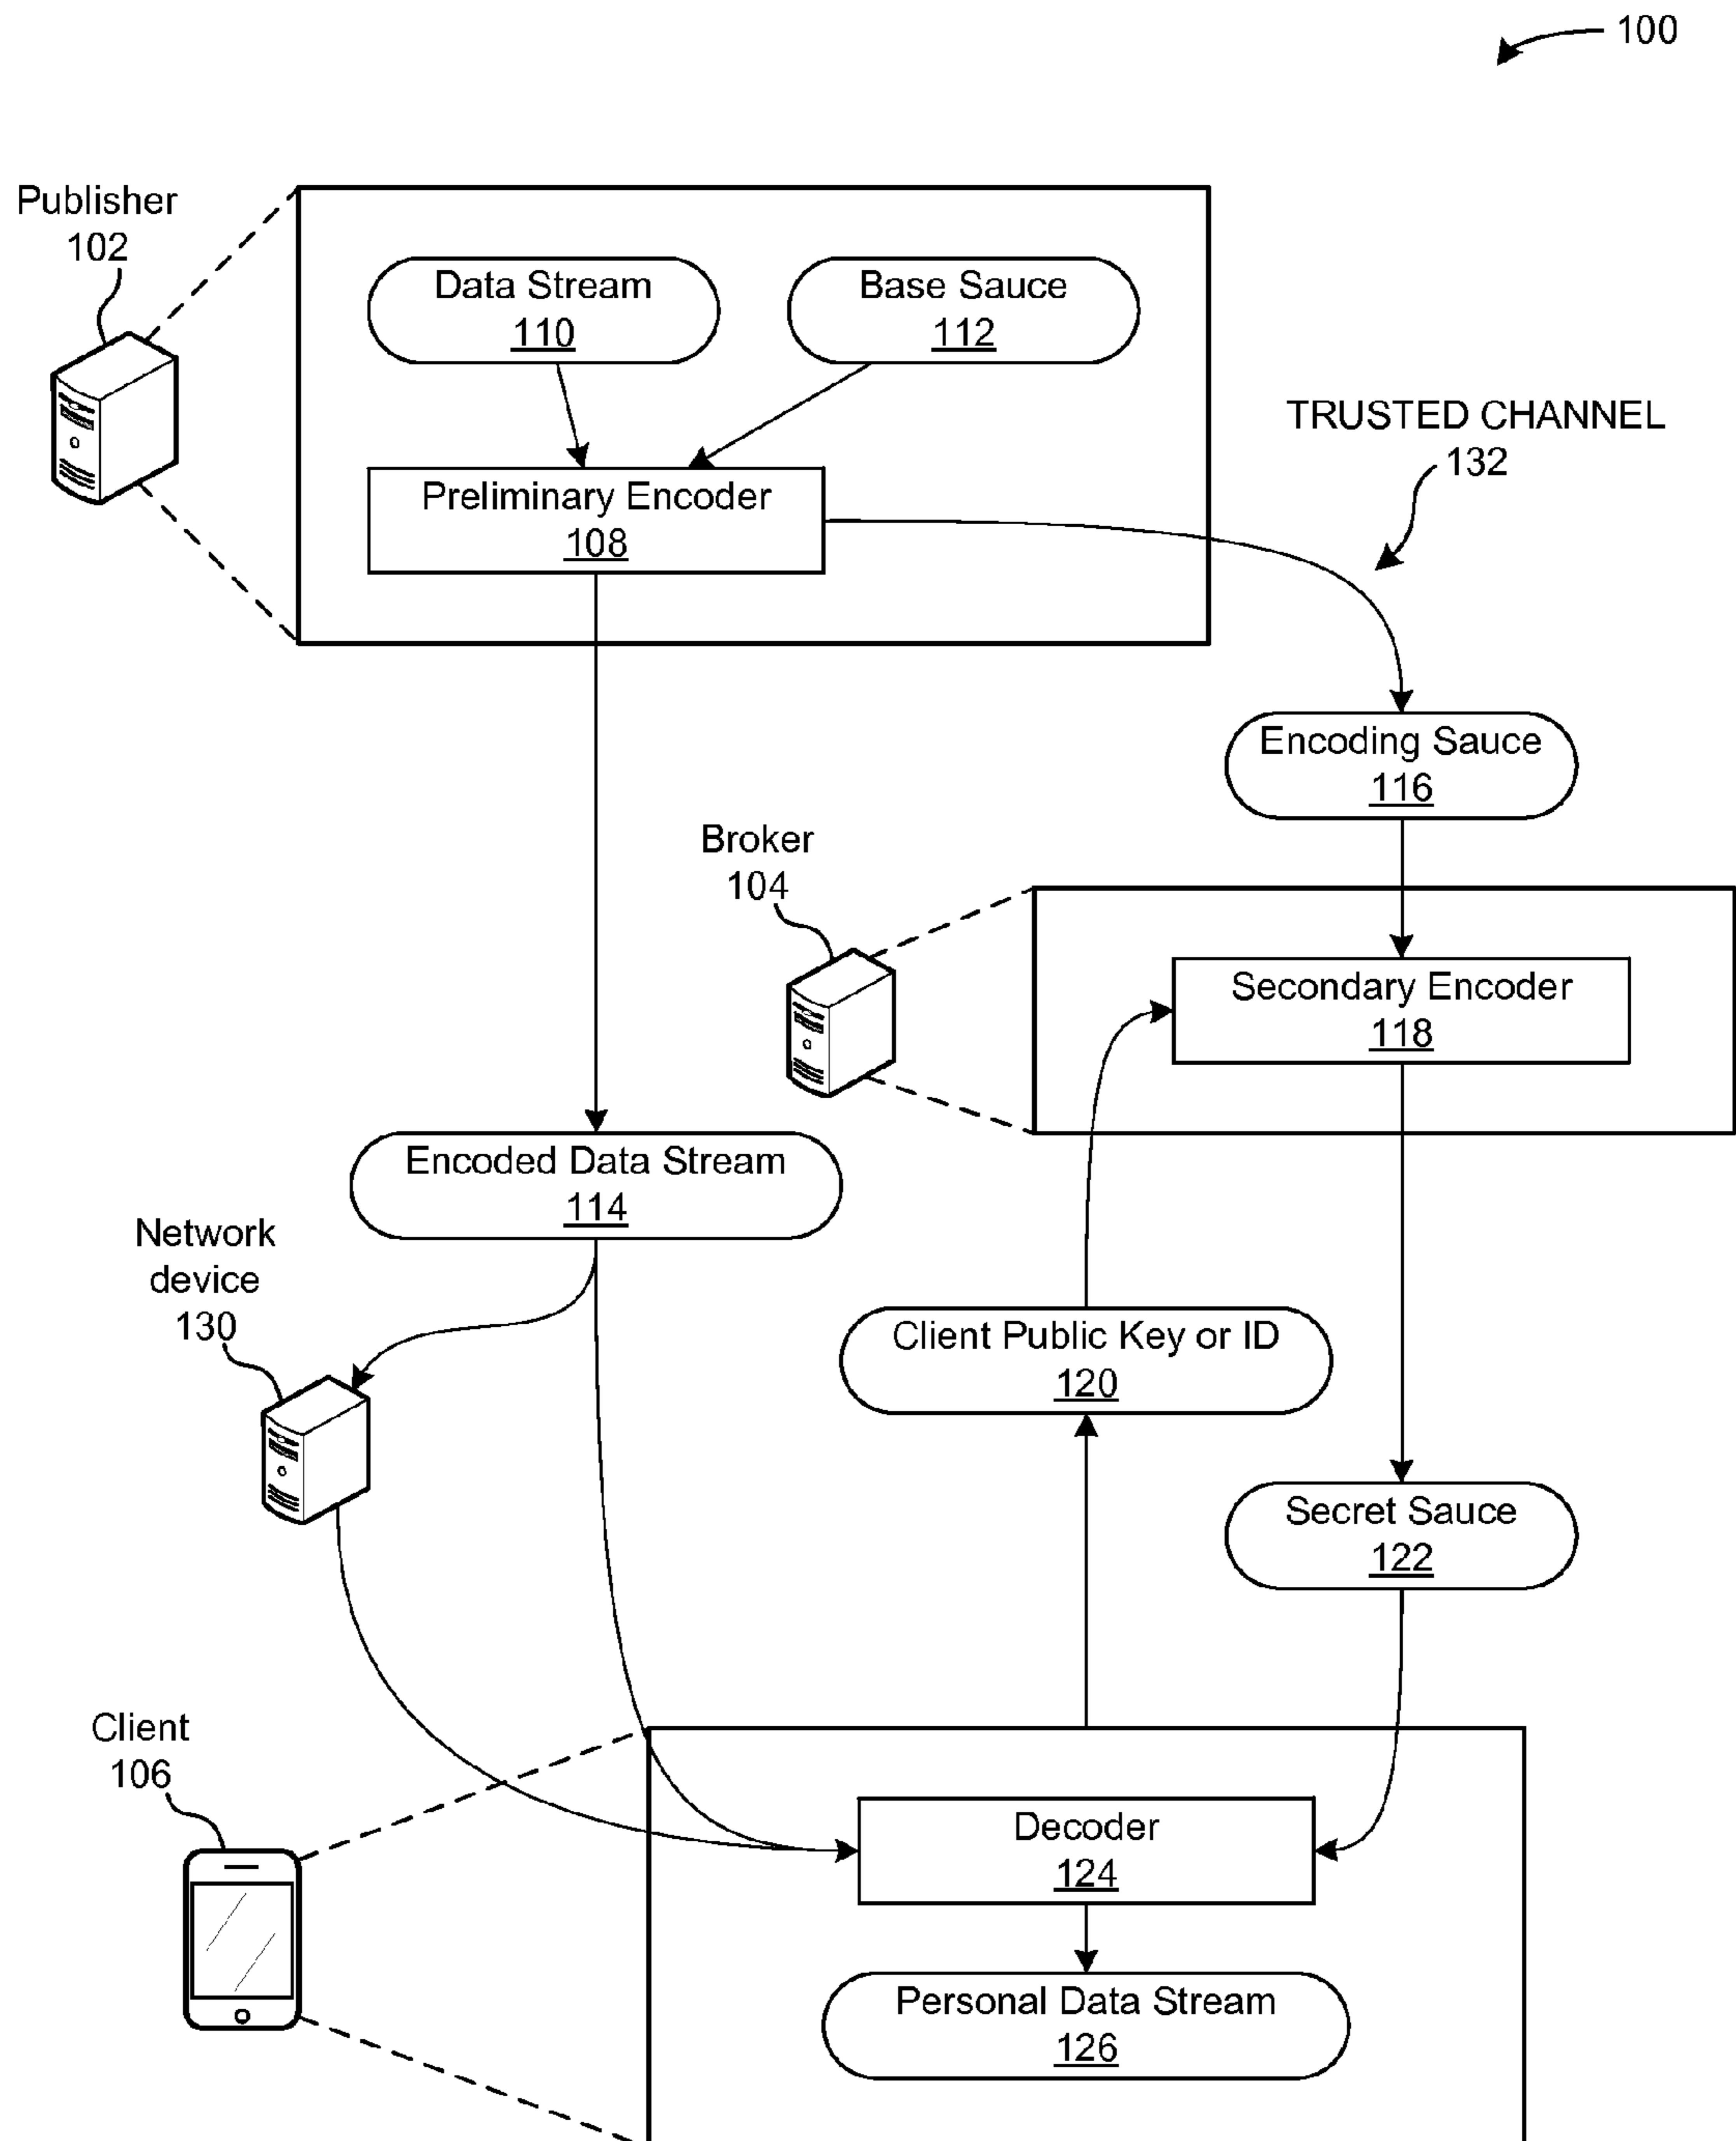 100
Publisher
102
Data Stream
110
Base Sauce
112
TRUSTED CHANNEL
132
Preliminary Encoder
108
Encoding Sauce
116
Broker
104
Secondary Encoder
118
Encoded Data Stream
114
Network
device
130
Client Public Key or ID
120
Secret Sauce
122
Client
106
Decoder
124
Personal Data Stream
126